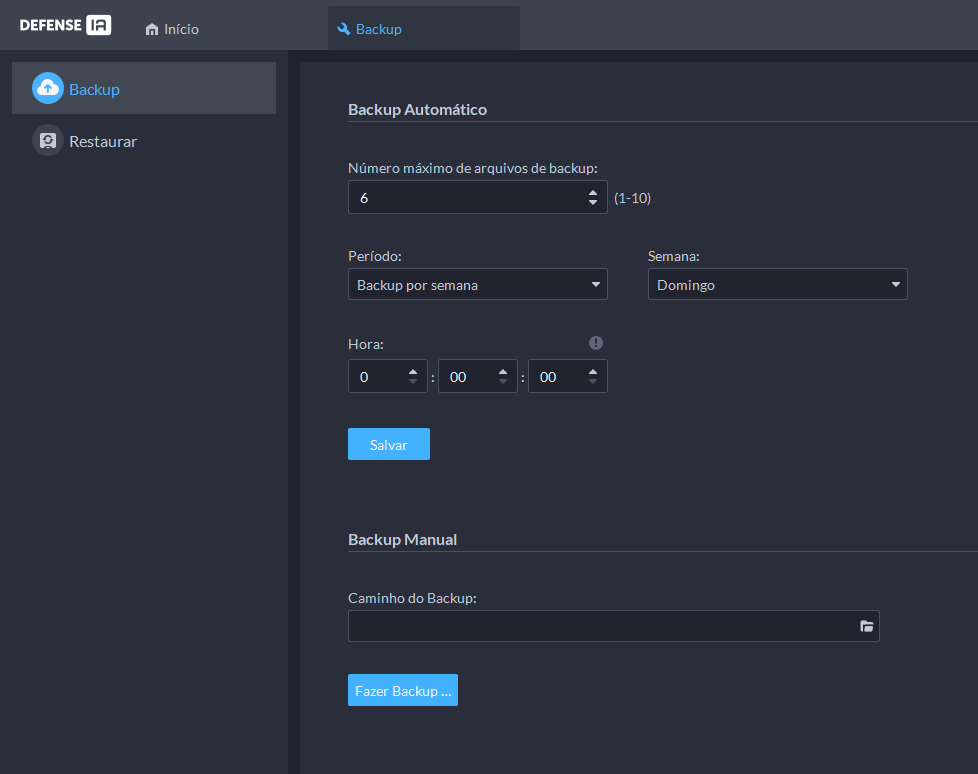 DEFENSE IA
Início
Backup
Backup
Restaurar
Backup Automático
Número máximo de arquivos de backup:
6
(1-10)
Período:
Semana:
Backup por semana
Domingo
Hora:
0 : 00 : 00
Salvar
Backup Manual
Caminho do Backup:
Fazer Backup ...